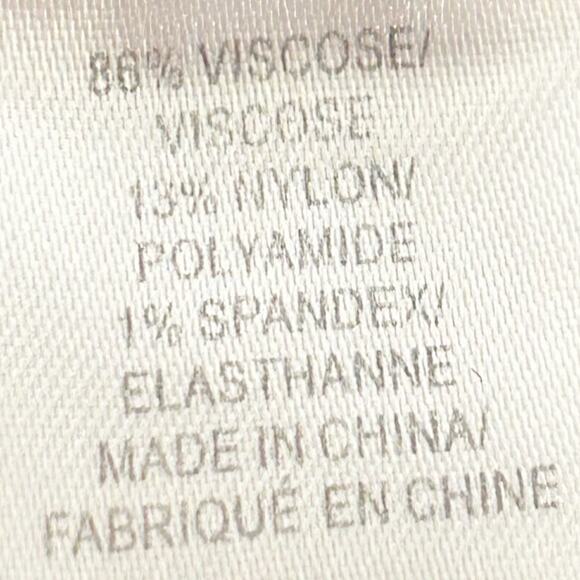 86% VISCOSE/
VISCOSE
13% NYLON/
POLYAMIDE
1% SPANDEX/
ELASTHANNE
MADE IN CHINA/
FABRIQUÉ EN CHINE